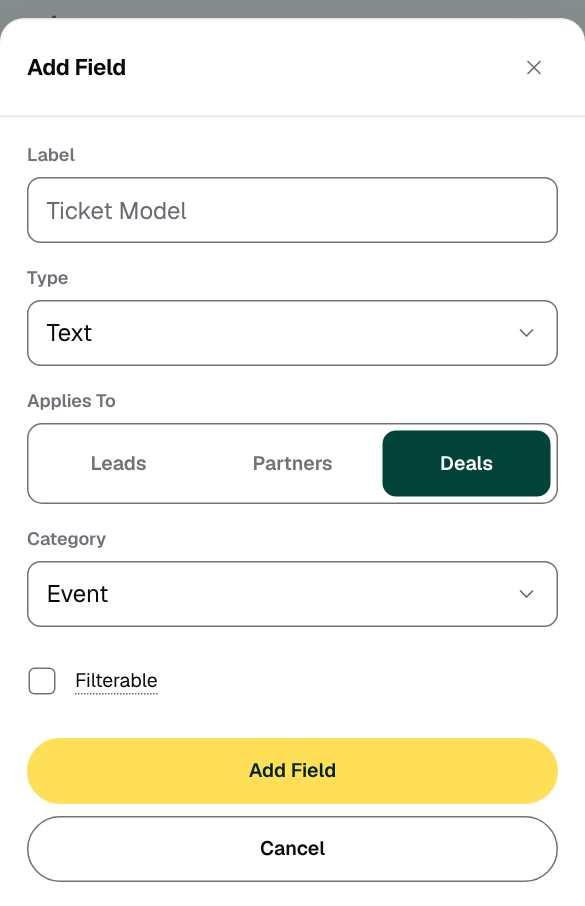 Add Field
Label
Ticket Model
Type
Text
Applies To
Leads Partners Deals
Category
Event
Filterable
Add Field
Cancel